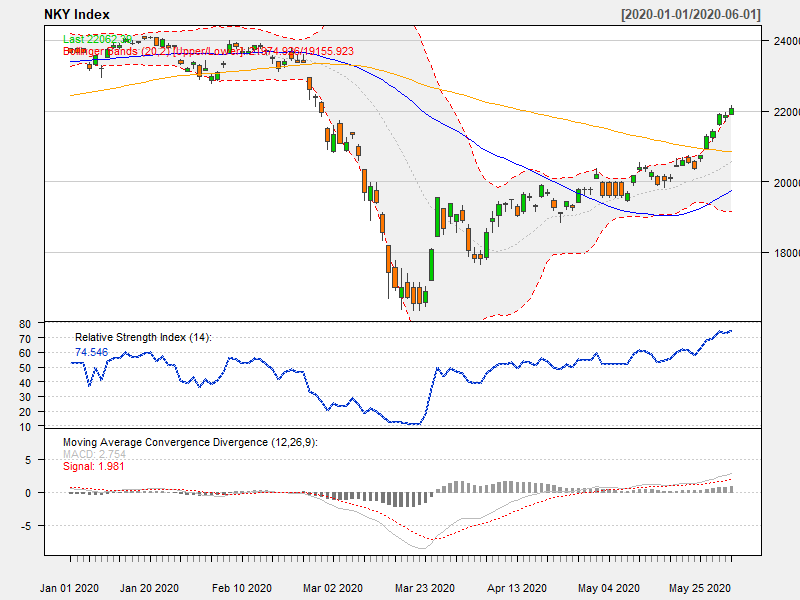 NKY Index [2020-01-01/2020-06-01]
Last 22062.39
Bollinger Bands (20,2) [Upper/Lower]: 21974.926/19155.923
24000
22000
20000
18000
Relative Strength Index (14):
74.546
80
70
60
50
40
30
20
10
Moving Average Convergence Divergence (12,26,9):
MACD: 2.754
Signal: 1.981
5
0
-5
Jan 01 2020 Jan 20 2020 Feb 10 2020 Mar 02 2020 Mar 23 2020 Apr 13 2020 May 04 2020 May 25 2020